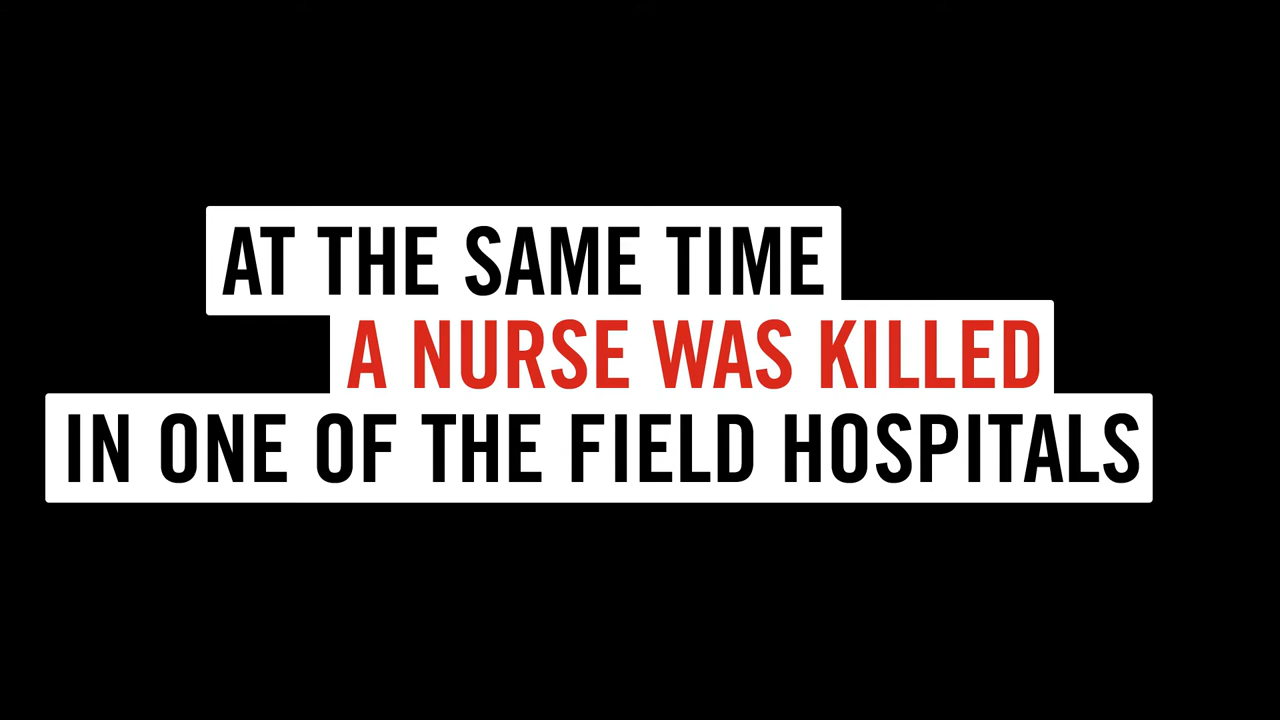 AT THE SAME TIME
A NURSE WAS KILLED
IN ONE OF THE FIELD HOSPITALS